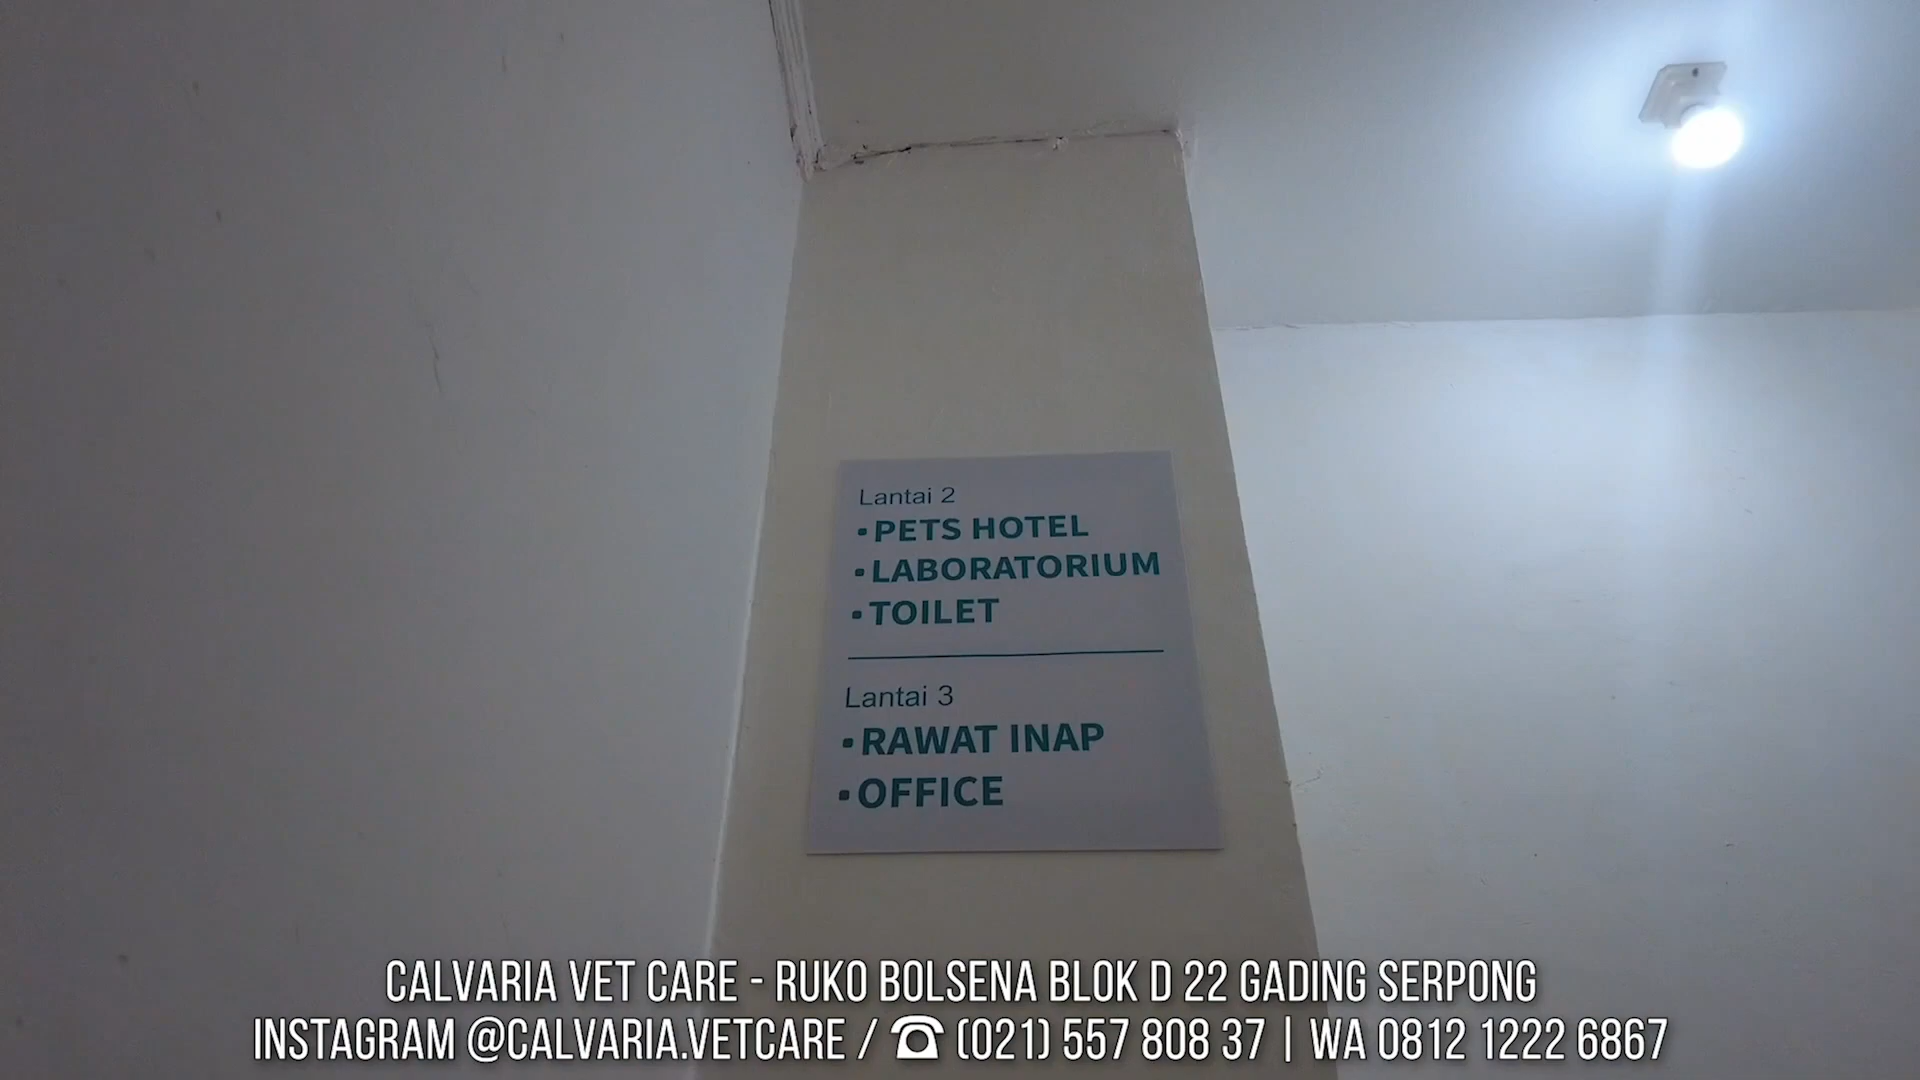 Lantai 2
• PETS HOTEL
• LABORATORIUM
• TOILET
Lantai 3
• RAWAT INAP
• OFFICE
CALVARIA VET CARE - RUKO BOLSENA BLOK D 22 GADING SERPONG
INSTAGRAM @CALVARIA.VETCARE / ☎ (021) 557 808 37 | WA 0812 1222 6867